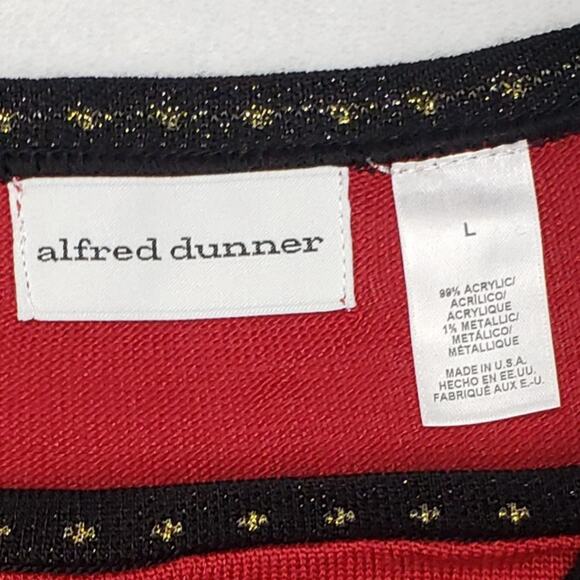 alfred dunner
L
99% ACRYLIC/
ACRÍLICO/
ACRYLIQUE
1% METALLIC/
METÁLICO/
MÉTALLIQUE
MADE IN U.S.A.
HECHO EN EE.UU.
FABRIQUÉ AUX E.-U.